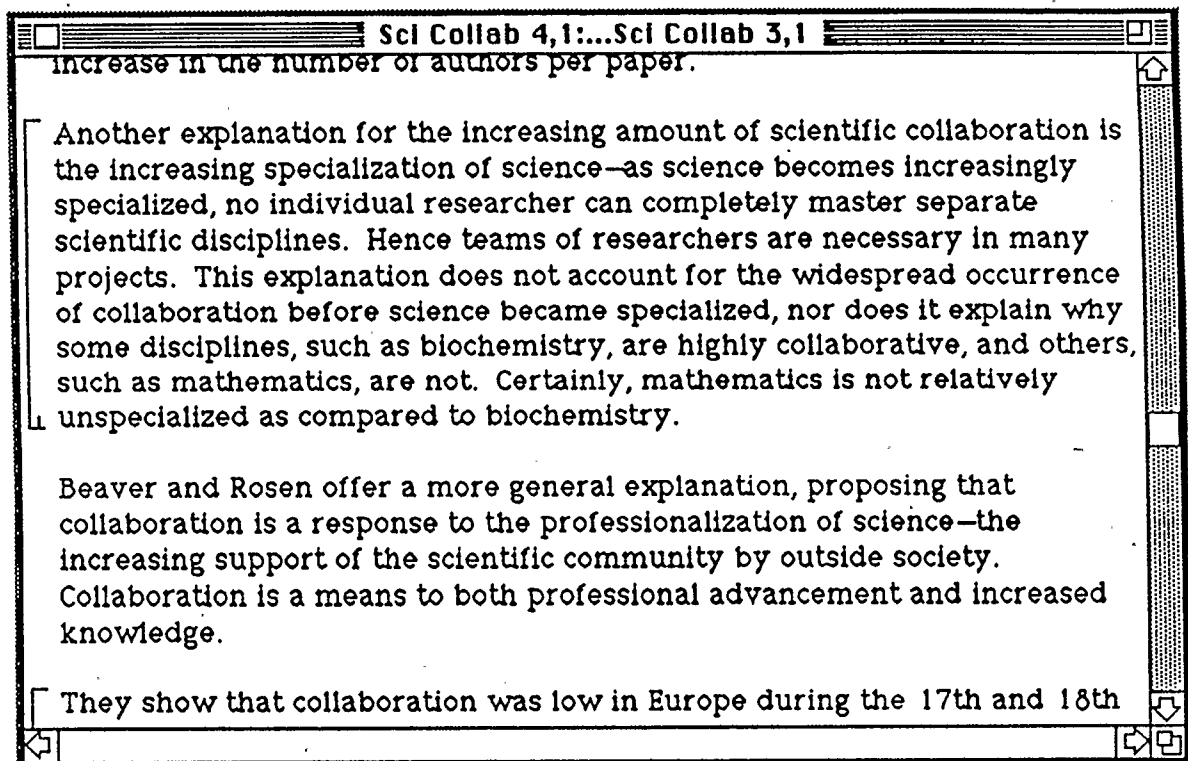 Sci Collab 4,1:...Sci Collab 3,1
increase in the number of authors per paper.
Another explanation for the increasing amount of scientific collaboration is
the increasing specialization of science—as science becomes increasingly
specialized, no individual researcher can completely master separate
scientific disciplines. Hence teams of researchers are necessary in many
projects. This explanation does not account for the widespread occurrence
of collaboration before science became specialized, nor does it explain why
some disciplines, such as biochemistry, are highly collaborative, and others,
such as mathematics, are not. Certainly, mathematics is not relatively
unspecialized as compared to biochemistry.
Beaver and Rosen offer a more general explanation, proposing that
collaboration is a response to the professionalization of science—the
increasing support of the scientific community by outside society.
Collaboration is a means to both professional advancement and increased
knowledge.
They show that collaboration was low in Europe during the 17th and 18th